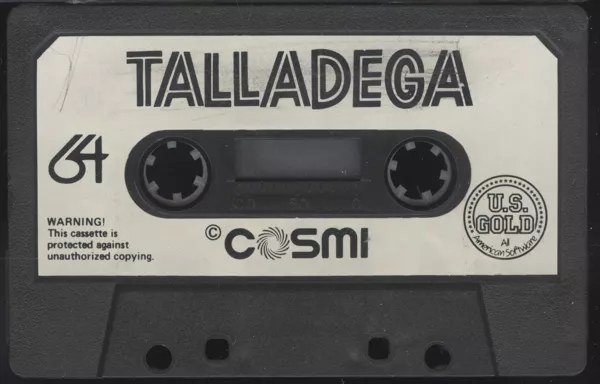 TALLADEGA
64
WARNING!
This cassette is
protected against
unauthorized copying.
© COSMI
U.S.
GOLD
All
American Software